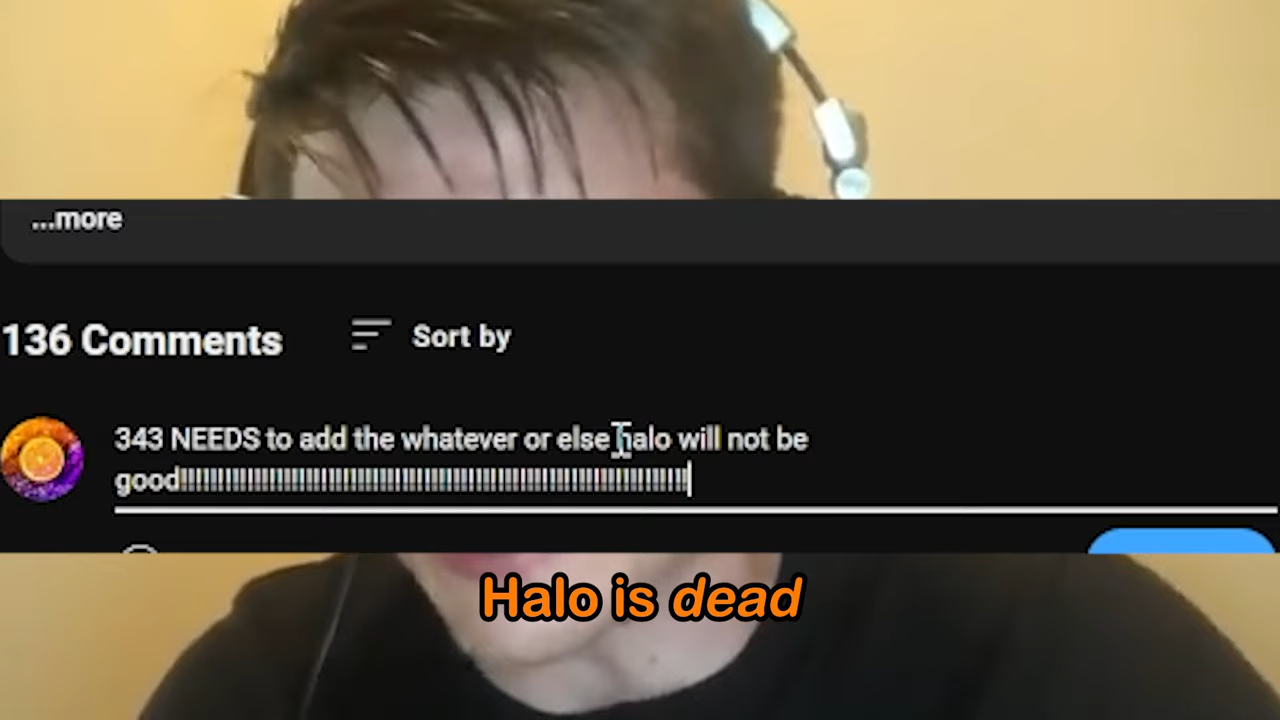 ...more
136 Comments
Sort by
343 NEEDS to add the whatever or else halo will not be
good!!!!!!!!!!!!!!!!!!!!!!!!!!!!!!!!!!!!!!!!!!!!!!!!!!!!!!!!!!!!!!!!!!!!!!
Halo is dead